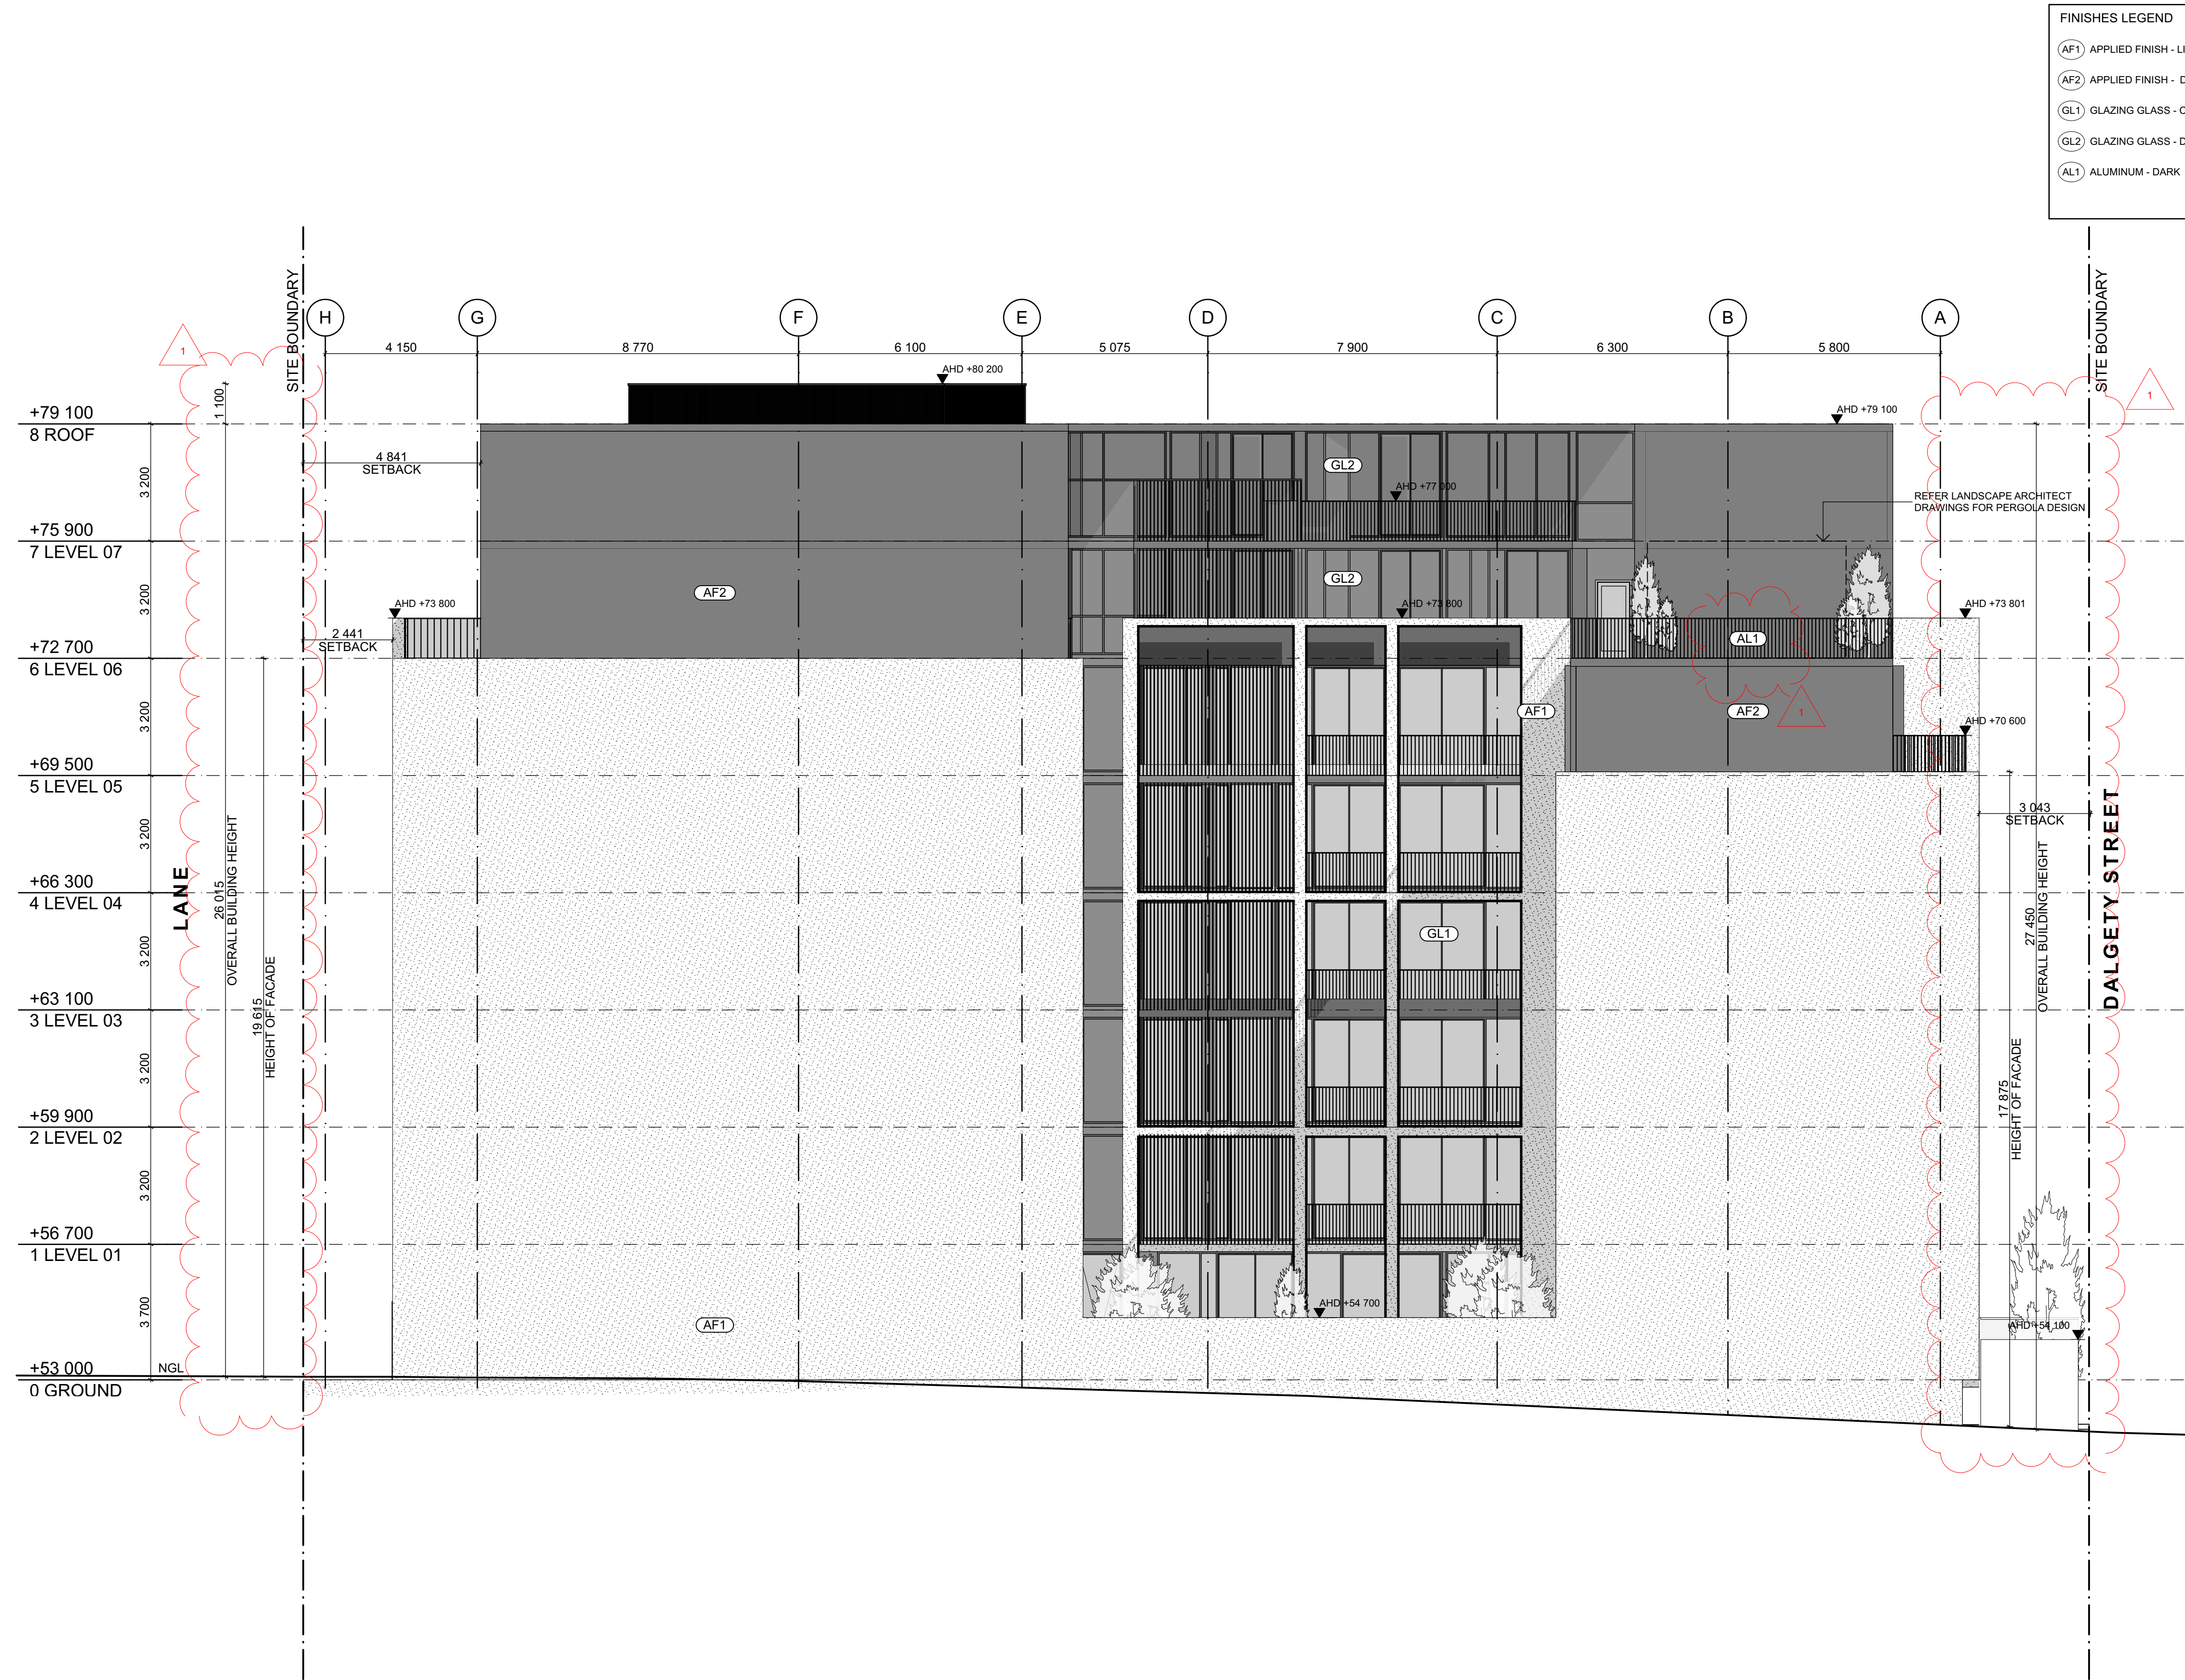 FINISHES LEGEND
AF1 APPLIED FINISH - LI
AF2 APPLIED FINISH - D
GL1 GLAZING GLASS - C
GL2 GLAZING GLASS - D
AL1 ALUMINUM - DARK
SITE BOUNDARY
SITE BOUNDARY
H
G
F
E
D
C
B
A
1
1
4 150
8 770
6 100
5 075
7 900
6 300
5 800
AHD +80 200
1 100
+79 100
8 ROOF
AHD +79 100
4 841
SETBACK
GL2
3 200
AHD +77 000
REFER LANDSCAPE ARCHITECT
DRAWINGS FOR PERGOLA DESIGN
+75 900
7 LEVEL 07
GL2
AF2
3 200
AHD +73 800
AHD +73 800
AHD +73 801
2 441
SETBACK
AL1
+72 700
6 LEVEL 06
AF1
AF2
1
AHD +70 600
3 200
+69 500
5 LEVEL 05
3 043
SETBACK
3 200
+66 300
4 LEVEL 04
LANE
26 015
OVERALL BUILDING HEIGHT
27 450
OVERALL BUILDING HEIGHT
DALGETY STREET
GL1
3 200
+63 100
3 LEVEL 03
19 615
HEIGHT OF FACADE
3 200
17 875
HEIGHT OF FACADE
+59 900
2 LEVEL 02
3 200
+56 700
1 LEVEL 01
3 700
AHD +54 700
AF1
AHD +54 100
+53 000
NGL
0 GROUND